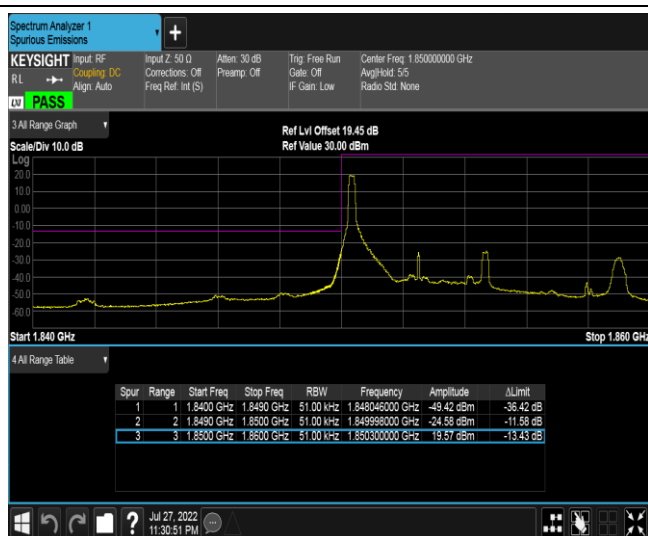 Spectrum Analyzer 1
Spurious Emissions
+
KEYSIGHT Input: RF Input Z: 50 Ω Atten: 30 dB Trig: Free Run Center Freq: 1.850000000 GHz
RL Coupling: DC Corrections: Off Preamp: Off Gate: Off Avg|Hold: 5/5
Align: Auto Freq Ref: Int (S) IF Gain: Low Radio Std: None
LXI PASS
3 All Range Graph
Ref Lvl Offset 19.45 dB
Scale/Div 10.0 dB Ref Value 30.00 dBm
Log
20.0
10.0
0.00
-10.0
-20.0
-30.0
-40.0
-50.0
-60.0
Start 1.840 GHz Stop 1.860 GHz
4 All Range Table
Spur Range Start Freq Stop Freq RBW Frequency Amplitude ΔLimit
1 1 1.8400 GHz 1.8490 GHz 51.00 kHz 1.848046000 GHz -49.42 dBm -36.42 dB
2 2 1.8490 GHz 1.8500 GHz 51.00 kHz 1.849998000 GHz -24.58 dBm -11.58 dB
3 3 1.8500 GHz 1.8600 GHz 51.00 kHz 1.850300000 GHz 19.57 dBm -13.43 dB
? Jul 27, 2022
11:30:51 PM